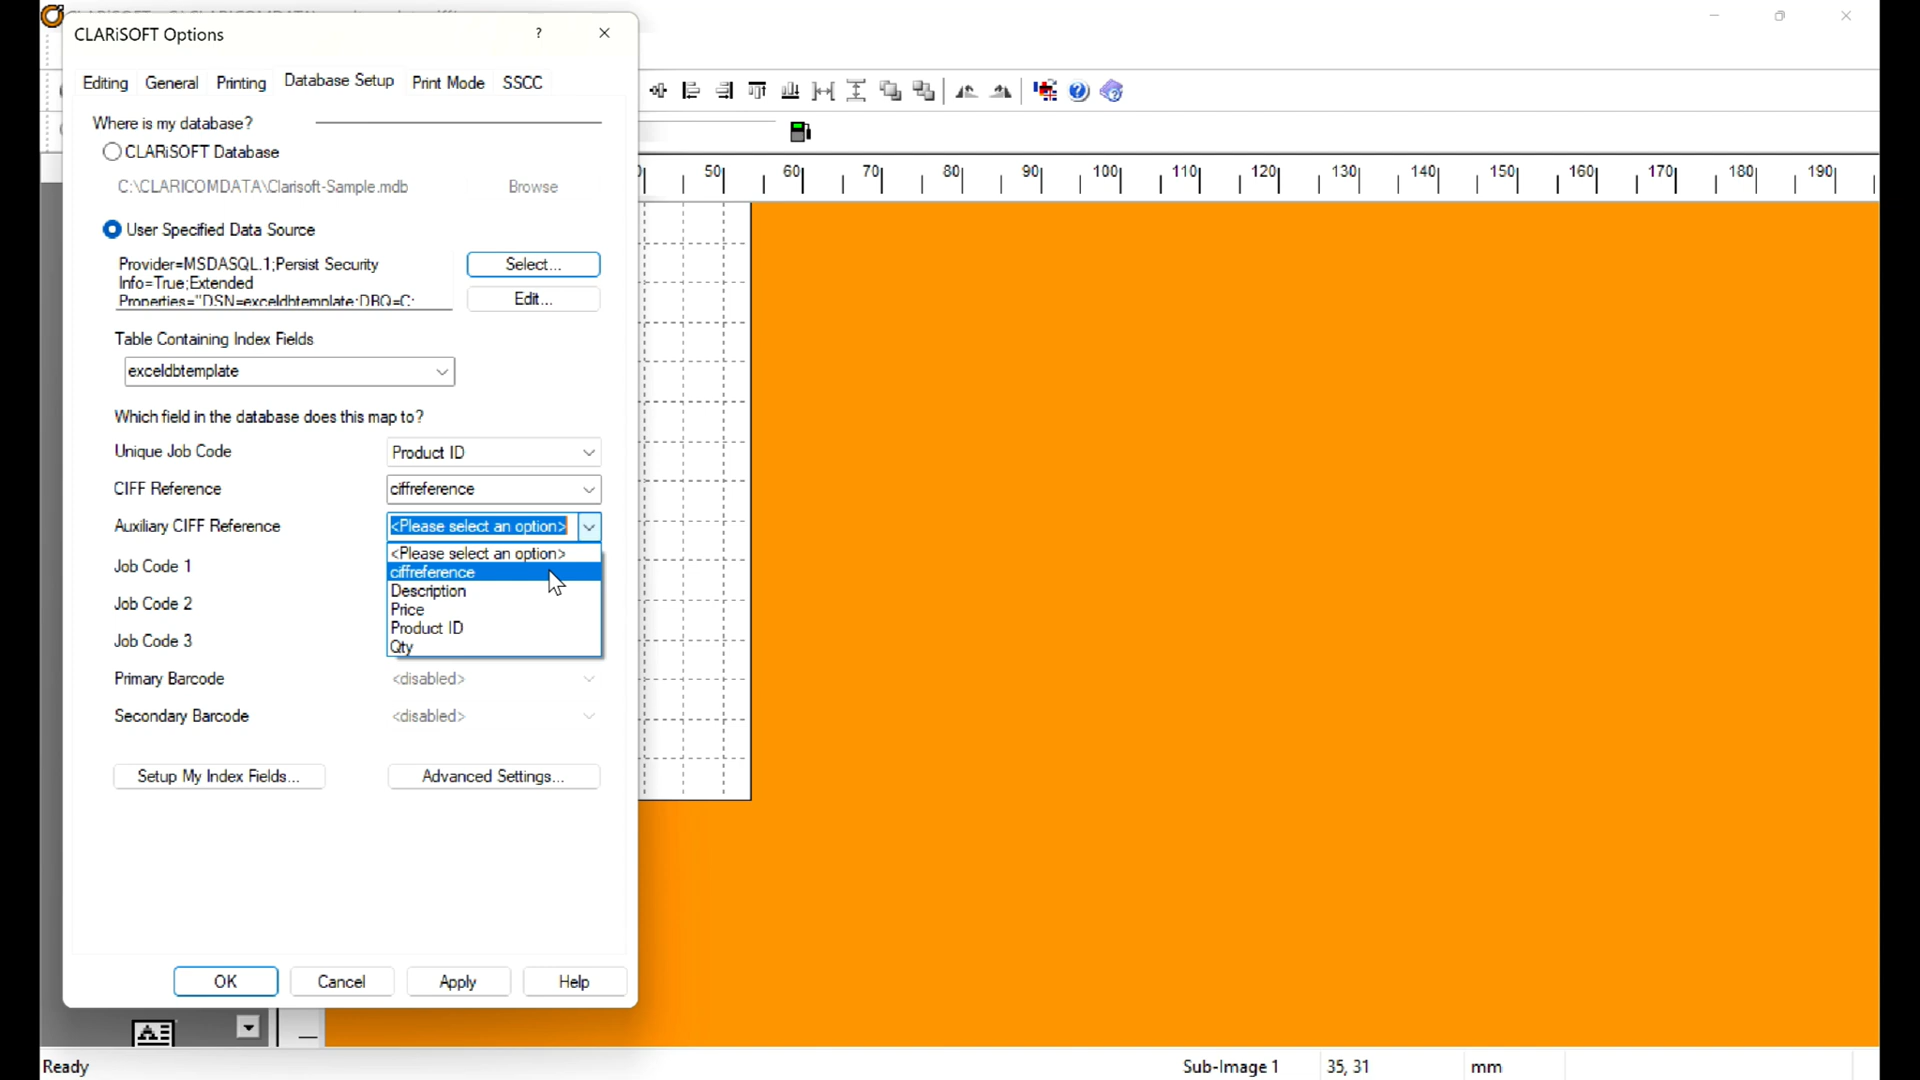 CLARiSOFT Options
?
Editing General Printing Database Setup Print Mode SSCC
Where is my database?
CLARiSOFT Database
C:\CLARICOMDATA\Clarisoft-Sample.mdb Browse
User Specified Data Source
Provider=MSDASQL.1;Persist Security
Info=True;Extended
Properties="DSN=exceldbtemplate;DBQ=C:
Select...
Edit...
Table Containing Index Fields
exceldbtemplate
Which field in the database does this map to?
Unique Job Code Product ID
CIFF Reference ciffreference
Auxiliary CIFF Reference <Please select an option>
<Please select an option>
ciffreference
Description
Price
Product ID
Qty
Job Code 1
Job Code 2
Job Code 3
Primary Barcode <disabled>
Secondary Barcode <disabled>
Setup My Index Fields... Advanced Settings...
OK Cancel Apply Help
50 60 70 80 90 100 110 120 130 140 150 160 170 180 190
Ready Sub-Image 1 35, 31 mm